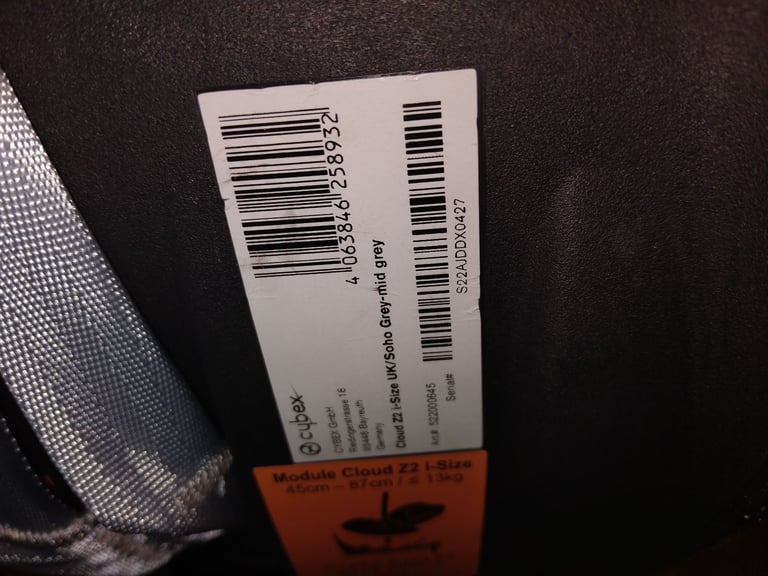 cybex
CYBEX GmbH
Riedingerstrasse 18
95448 Bayreuth
Germany
Cloud Z2 i-Size UK/Soho Grey-mid grey
Art.# S22000645
Serial#
4 063846 258932
S22AJDDX0427
Module Cloud Z2 i-Size
45cm – 87cm / ≤ 13kg